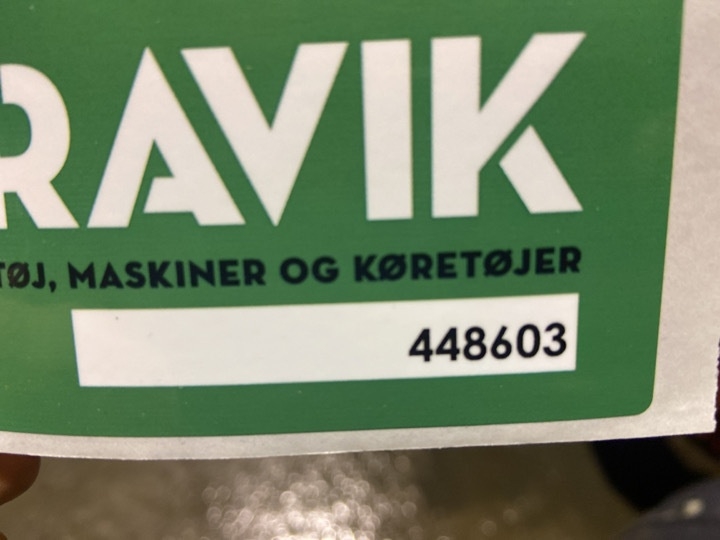 RAVIK
TØJ, MASKINER OG KØRETØJER
448603